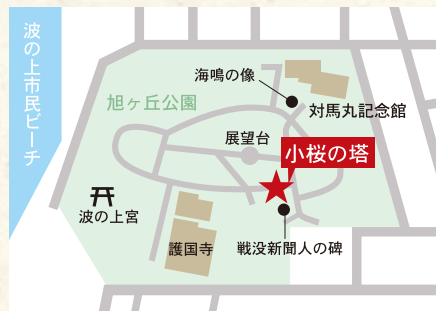 波の上市民ビーチ
海鳴の像
旭ヶ丘公園
対馬丸記念館
展望台
小桜の塔
波の上宮
護国寺
戦没新聞人の碑